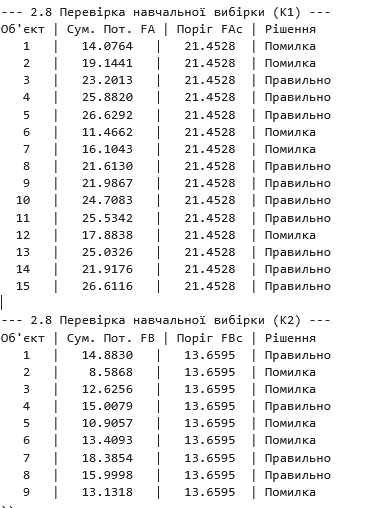 --- 2.8 Перевірка навчальної вибірки (K1) ---
Об'єкт | Сум. Пот. FA | Поріг FAc | Рішення
1 | 14.0764 | 21.4528 | Помилка
2 | 19.1441 | 21.4528 | Помилка
3 | 23.2013 | 21.4528 | Правильно
4 | 25.8820 | 21.4528 | Правильно
5 | 26.6292 | 21.4528 | Правильно
6 | 11.4662 | 21.4528 | Помилка
7 | 16.1043 | 21.4528 | Помилка
8 | 21.6130 | 21.4528 | Правильно
9 | 21.9867 | 21.4528 | Правильно
10 | 24.7083 | 21.4528 | Правильно
11 | 25.5342 | 21.4528 | Правильно
12 | 17.8838 | 21.4528 | Помилка
13 | 25.0326 | 21.4528 | Правильно
14 | 21.9176 | 21.4528 | Правильно
15 | 26.6116 | 21.4528 | Правильно
--- 2.8 Перевірка навчальної вибірки (K2) ---
Об'єкт | Сум. Пот. FB | Поріг FBc | Рішення
1 | 14.8830 | 13.6595 | Правильно
2 | 8.5868 | 13.6595 | Помилка
3 | 12.6256 | 13.6595 | Помилка
4 | 15.0079 | 13.6595 | Правильно
5 | 10.9057 | 13.6595 | Помилка
6 | 13.4093 | 13.6595 | Помилка
7 | 18.3854 | 13.6595 | Правильно
8 | 15.9998 | 13.6595 | Правильно
9 | 13.1318 | 13.6595 | Помилка